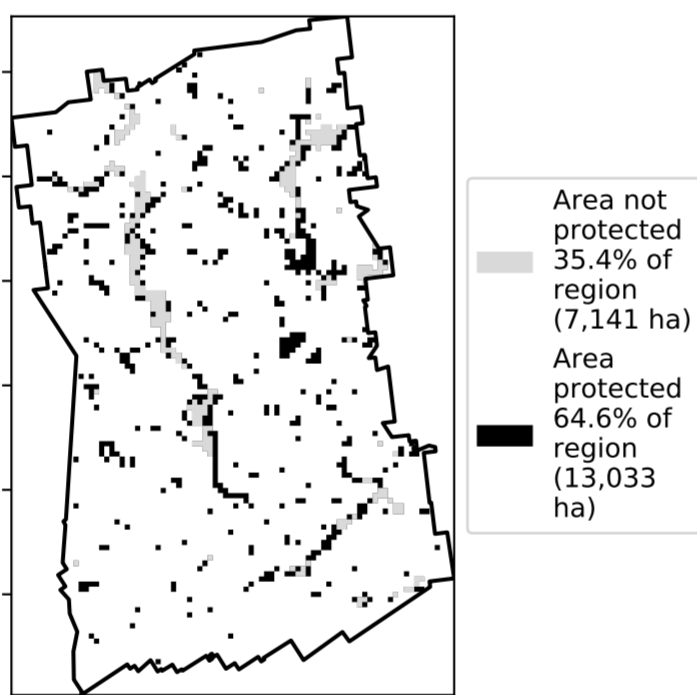 Area not
protected
35.4% of
region
(7,141 ha)
Area
protected
64.6% of
region
(13,033
ha)